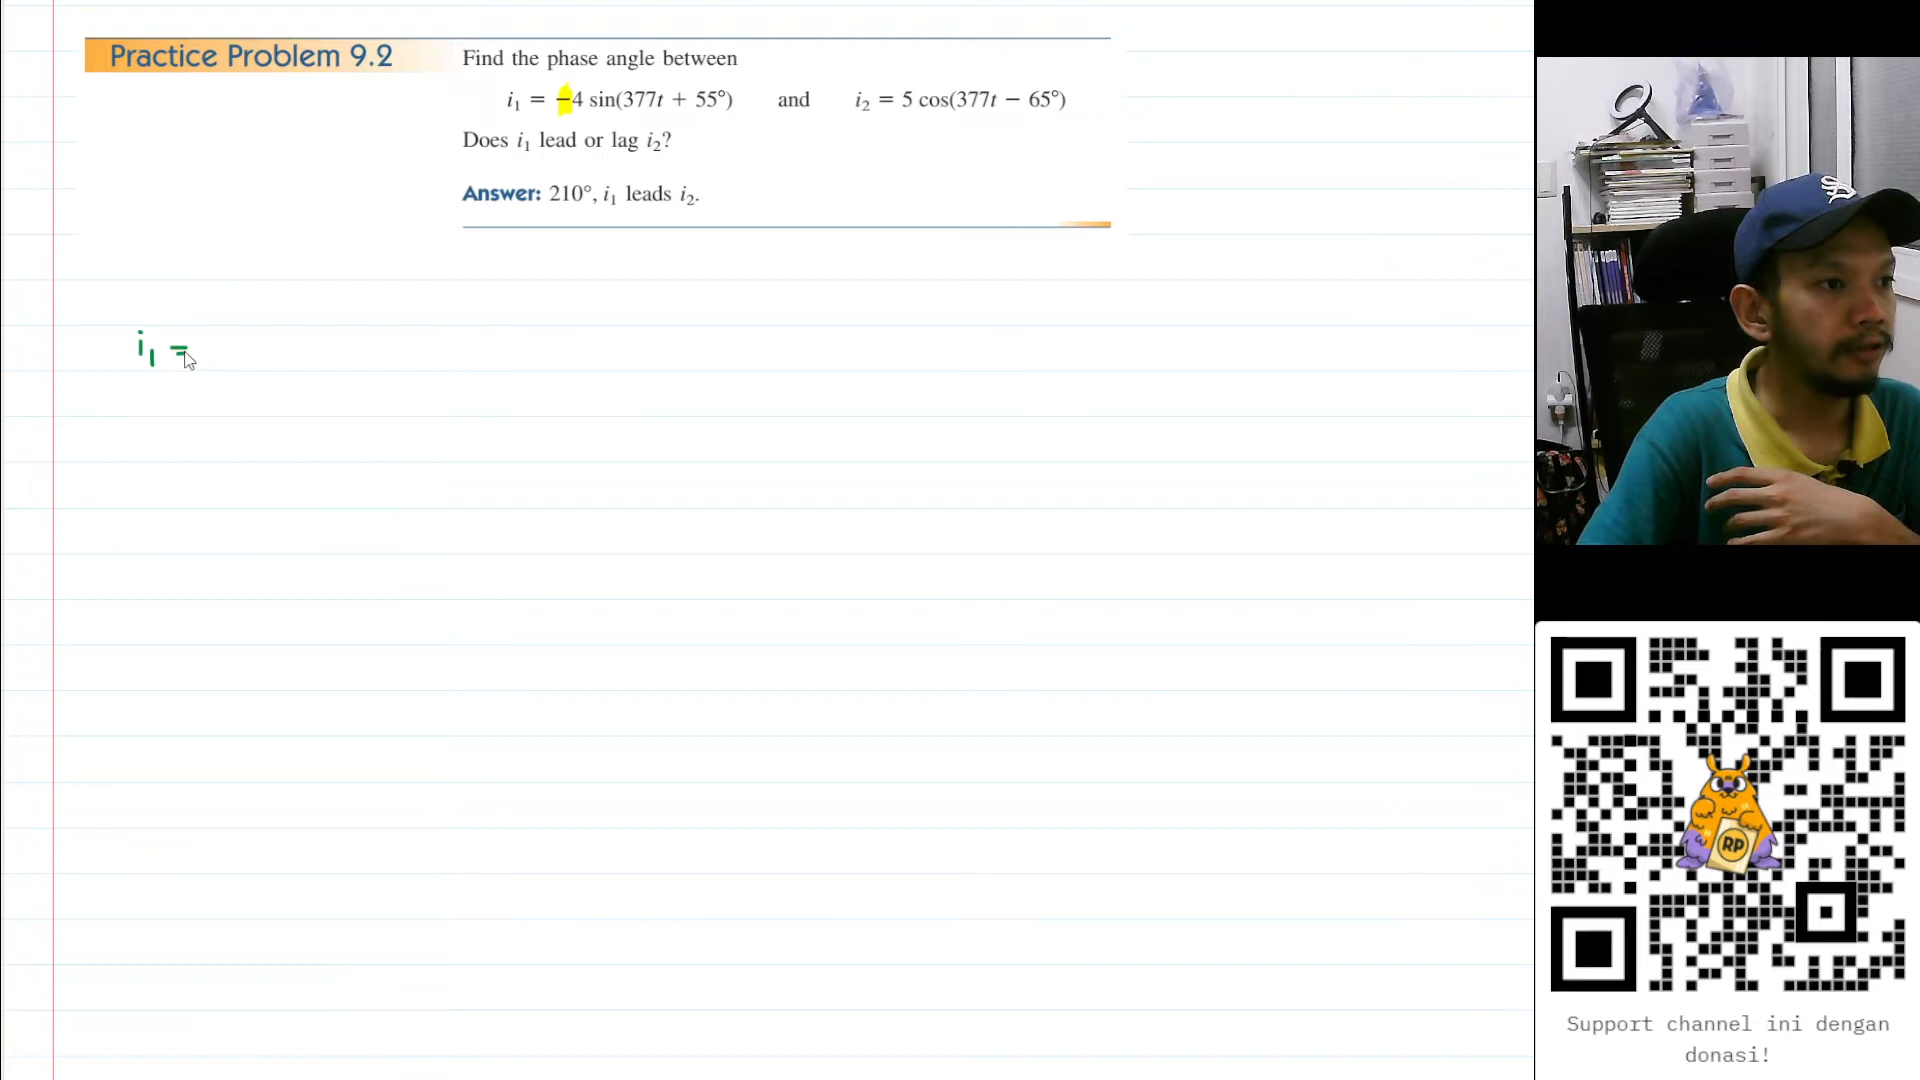 Practice Problem 9.2
Find the phase angle between
i₁ = −4 sin(377t + 55°) and i₂ = 5 cos(377t − 65°)
Does i₁ lead or lag i₂?
Answer: 210°, i₁ leads i₂.
i₁ =
RP
Support channel ini dengan
donasi!